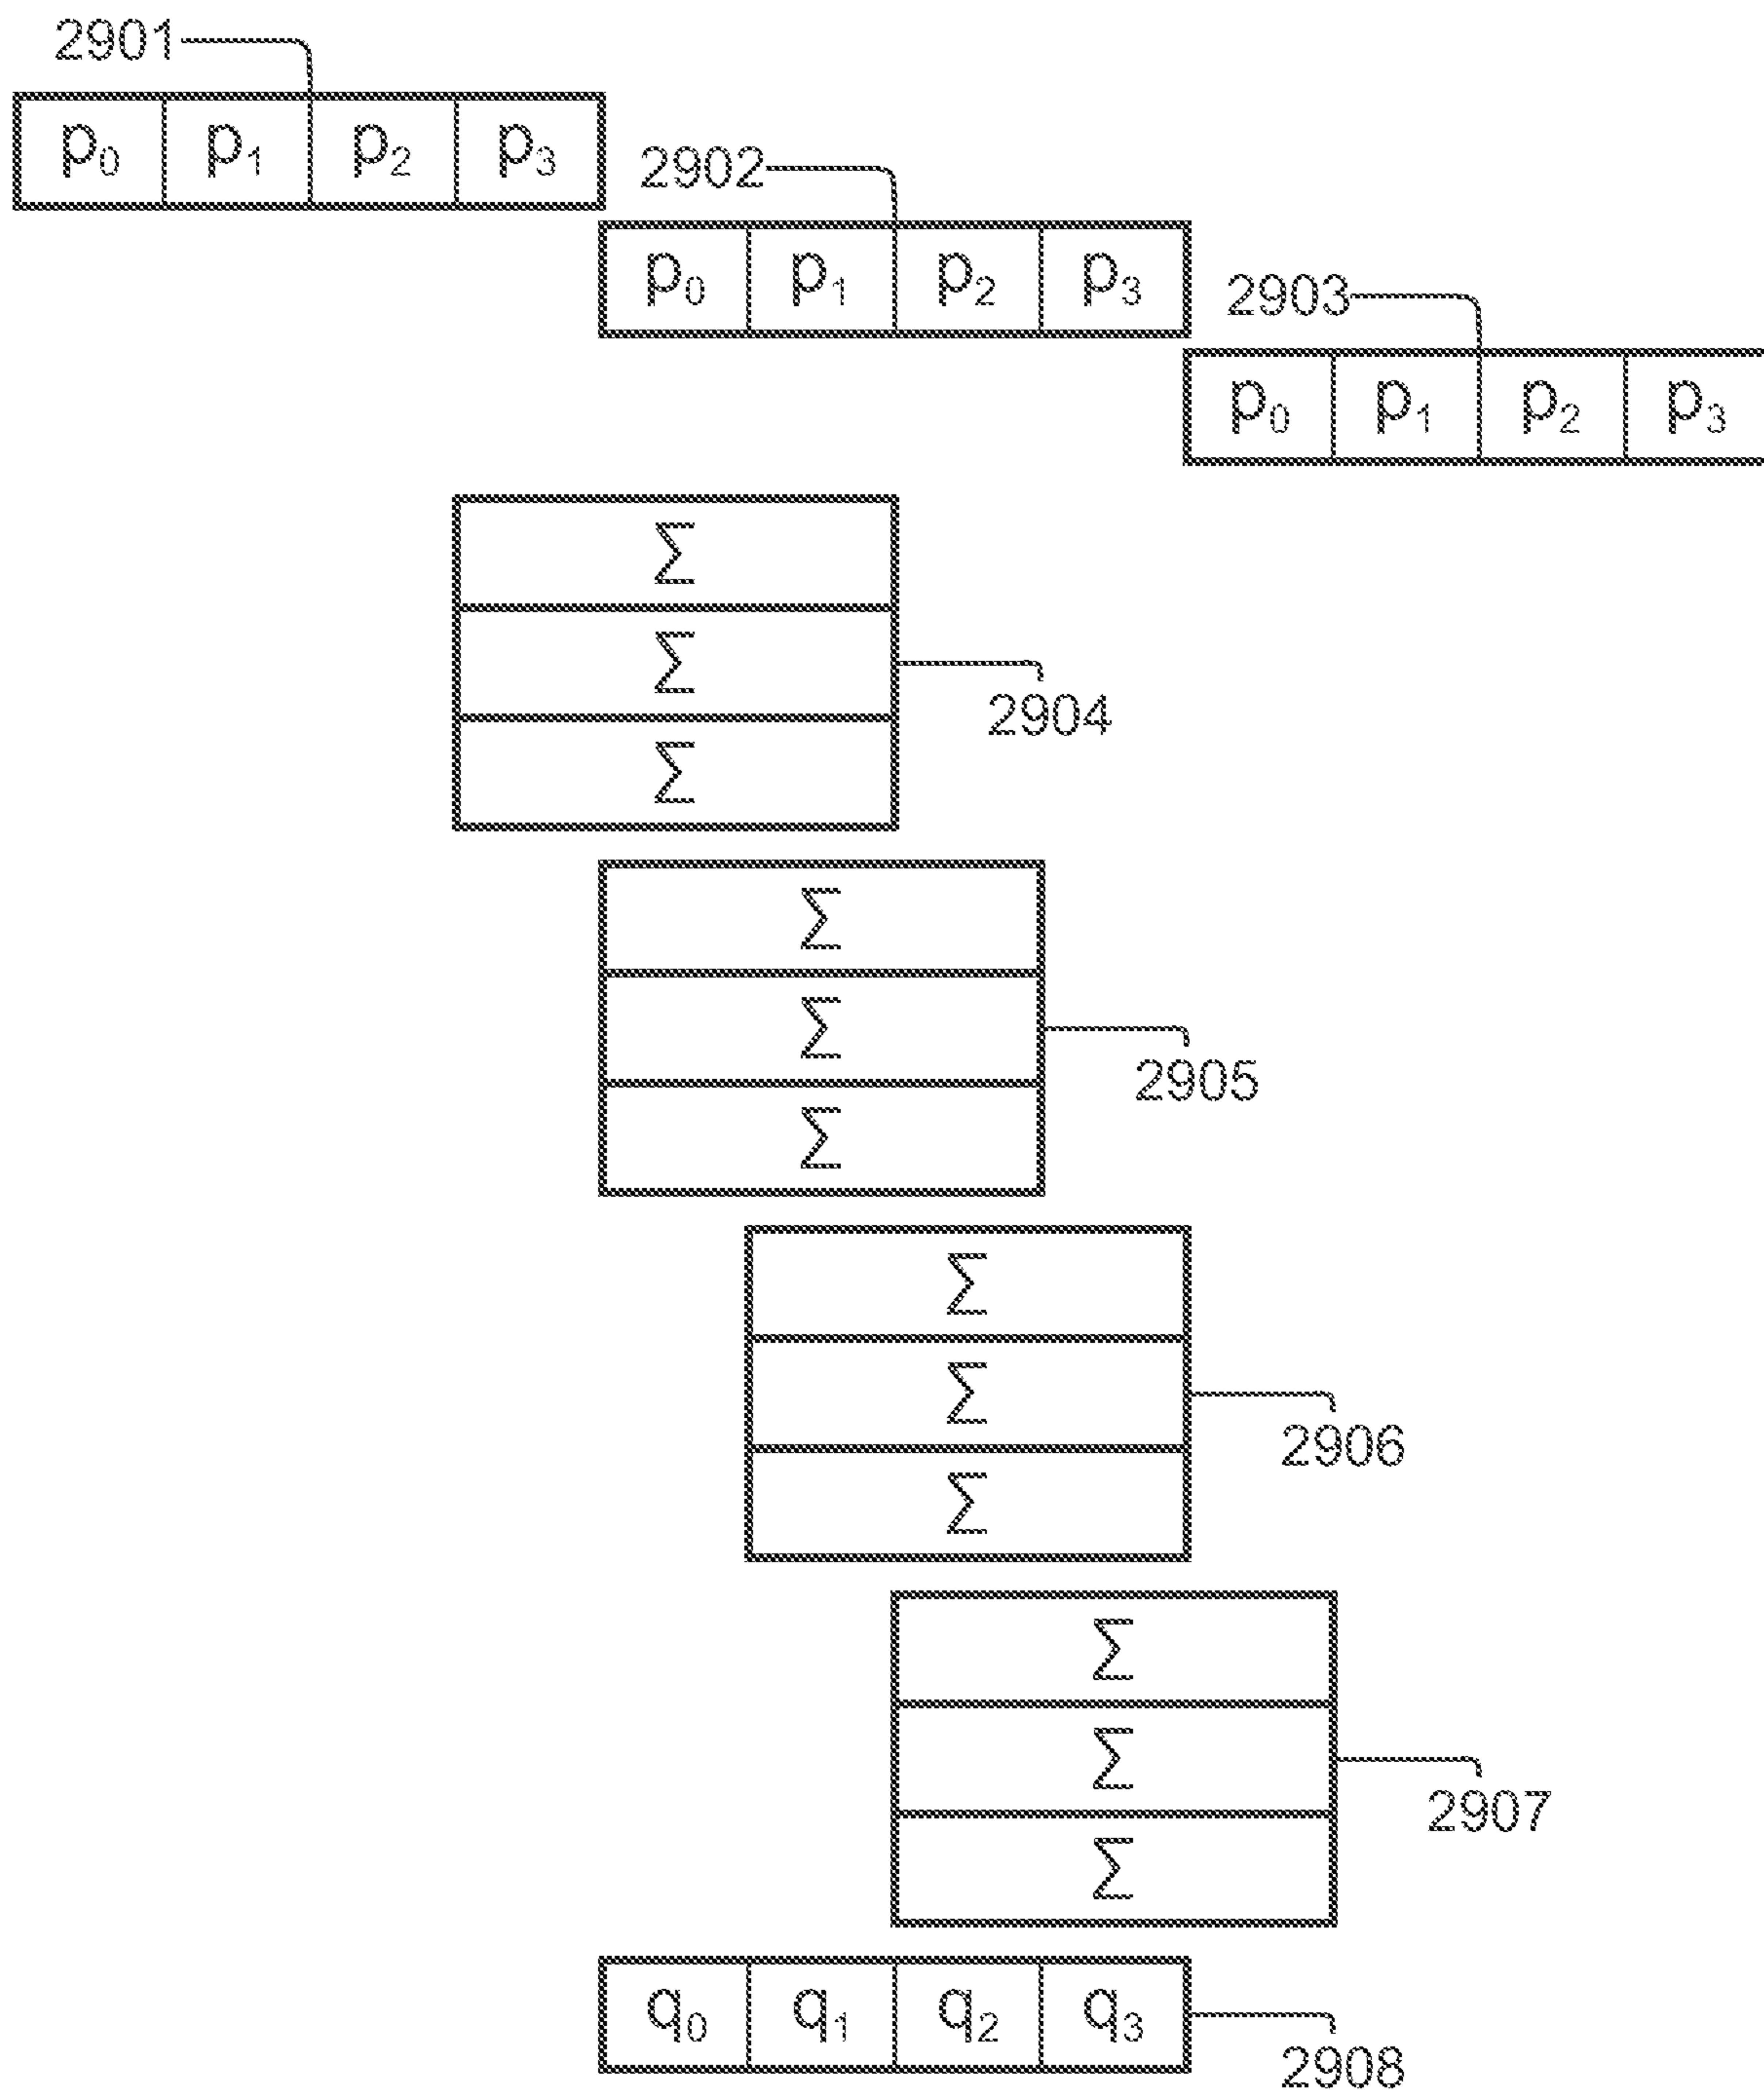 2901
p₀ p₁ p₂ p₃
2902
p₀ p₁ p₂ p₃
2903
p₀ p₁ p₂ p₃
Σ
Σ
2904
Σ
Σ
Σ
2905
Σ
Σ
Σ
2906
Σ
Σ
Σ
2907
Σ
q₀ q₁ q₂ q₃
2908